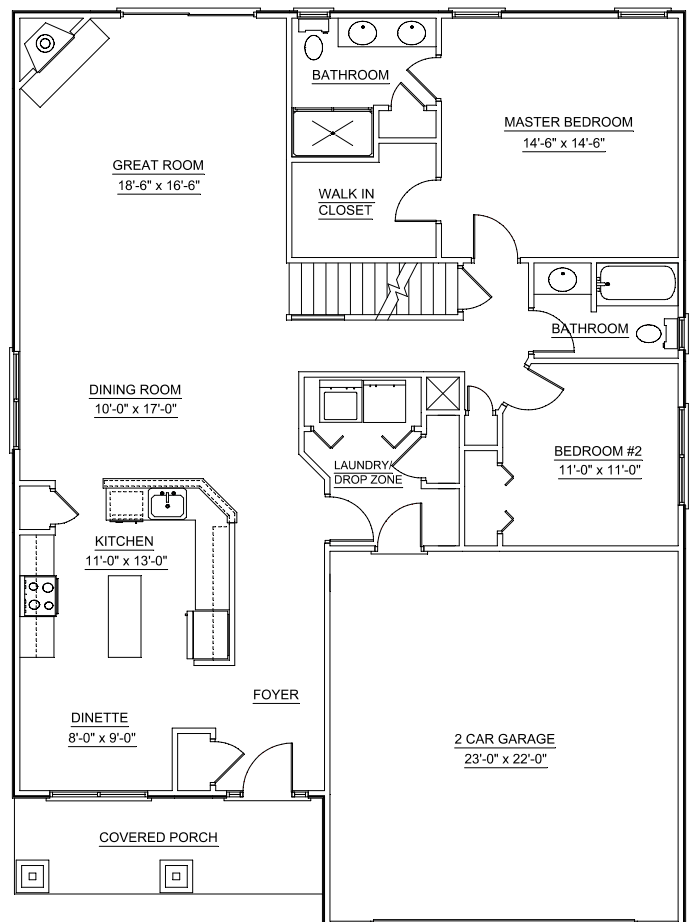 BATHROOM
MASTER BEDROOM
14'-6" x 14'-6"
GREAT ROOM
18'-6" x 16'-6"
WALK IN
CLOSET
BATHROOM
DINING ROOM
10'-0" x 17'-0"
BEDROOM #2
11'-0" x 11'-0"
LAUNDRY/
DROP ZONE
KITCHEN
11'-0" x 13'-0"
FOYER
DINETTE
8'-0" x 9'-0"
2 CAR GARAGE
23'-0" x 22'-0"
COVERED PORCH